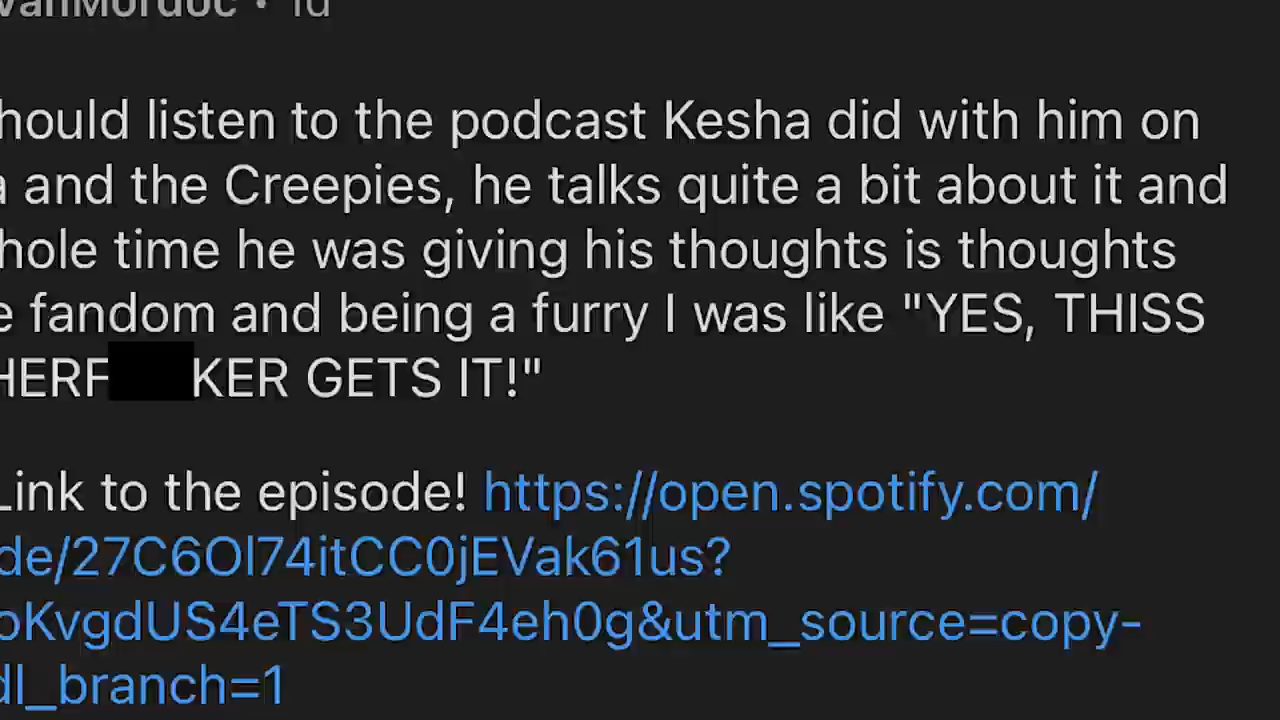 VanMordoc • 1d
hould listen to the podcast Kesha did with him on
a and the Creepies, he talks quite a bit about it and
hole time he was giving his thoughts is thoughts
e fandom and being a furry I was like "YES, THISS
HERF KER GETS IT!"
Link to the episode! https://open.spotify.com/
de/27C6Ol74itCC0jEVak61us?
oKvgdUS4eTS3UdF4eh0g&utm_source=copy-
dl_branch=1